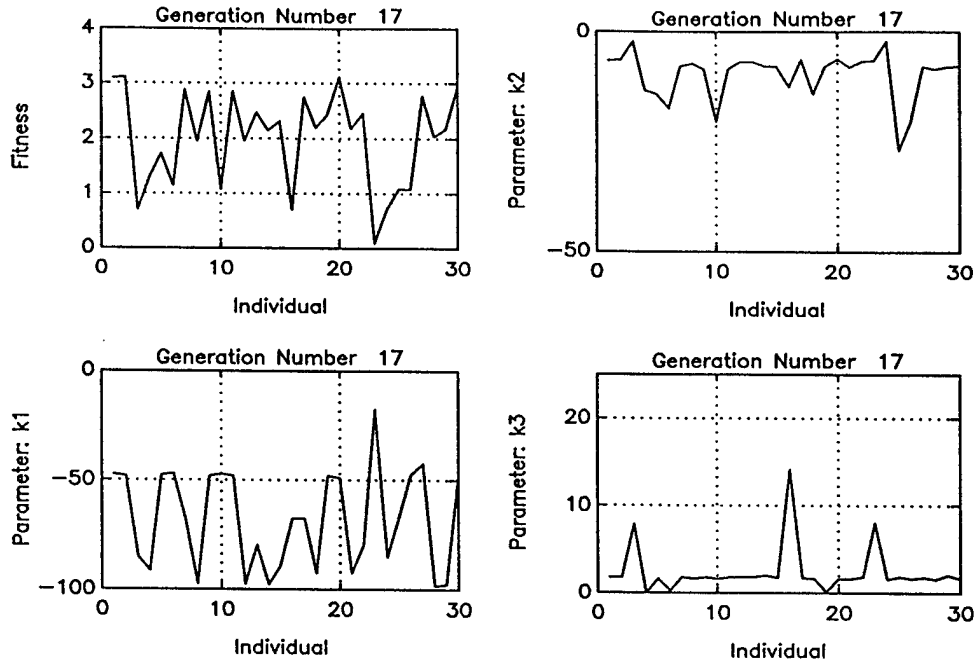 Generation Number 17
4
3
2
1
0
Fitness
0 10 20 30
Individual
Generation Number 17
0
-50
Parameter: k2
0 10 20 30
Individual
Generation Number 17
0
-50
-100
Parameter: k1
0 10 20 30
Individual
Generation Number 17
20
10
0
Parameter: k3
0 10 20 30
Individual